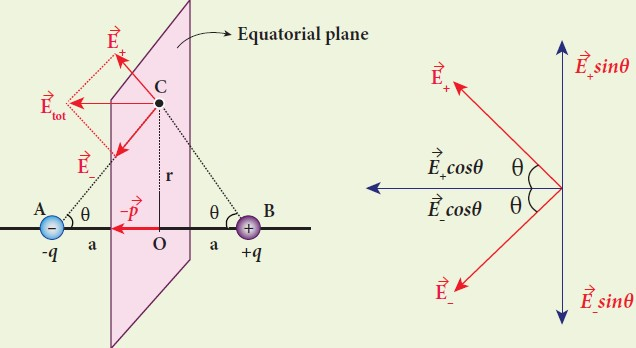 Equatorial plane
E⃗₊
C
E⃗ₜₒₜ
E⃗₋
r
A
θ
-p⃗
θ
B
−
+
-q
a
O
a
+q
E⃗₊
E⃗₊sinθ
E⃗₊cosθ
θ
E⃗₋cosθ
θ
E⃗₋
E⃗₋sinθ